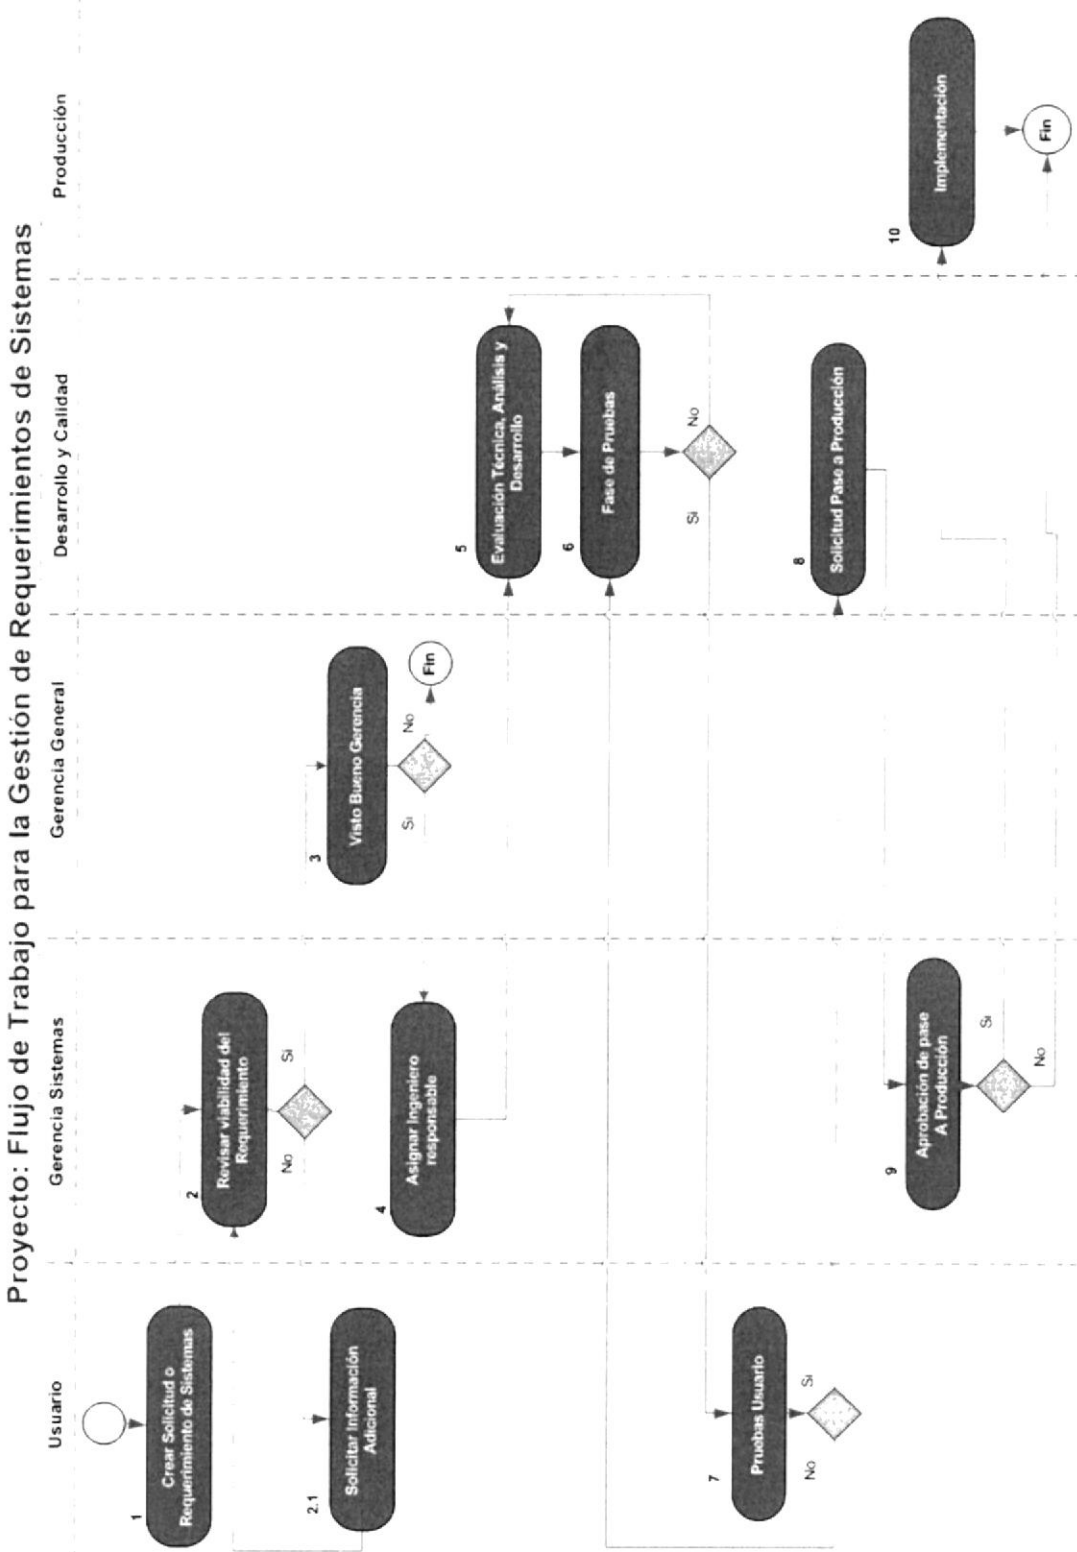 Proyecto: Flujo de Trabajo para la Gestión de Requerimientos de Sistemas
Usuario
Gerencia Sistemas
Gerencia General
Desarrollo y Calidad
Producción
1
Crear Solicitud o
Requerimiento de Sistemas
2
Revisar viabilidad del
Requerimiento
No
Si
2.1
Solicitar Información
Adicional
3
Visto Bueno Gerencia
Si
No
Fin
4
Asignar Ingeniero
responsable
5
Evaluación Técnica, Análisis y
Desarrollo
6
Fase de Pruebas
Si
No
7
Pruebas Usuario
No
Si
8
Solicitud Pase a Producción
9
Aprobación de pase
A Producción
Si
No
10
Implementación
Fin